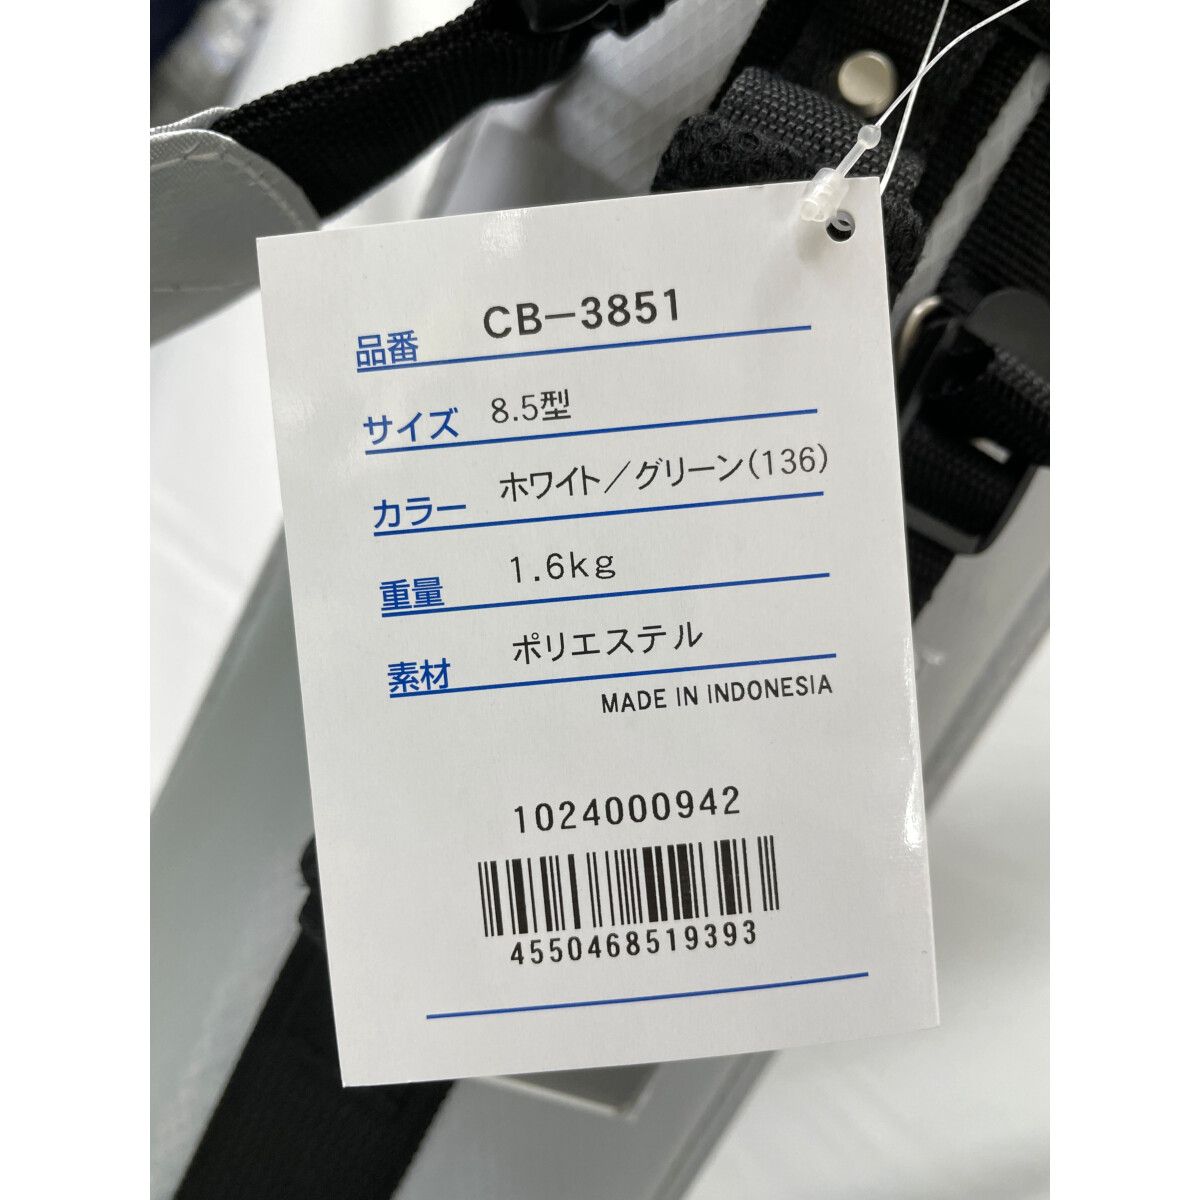 品番 CB-3851
サイズ 8.5型
カラー ホワイト/グリーン(136)
重量 1.6kg
素材 ポリエステル
MADE IN INDONESIA
1024000942
4550468519393